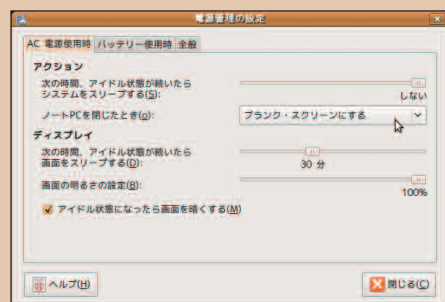 電源管理の設定
AC 電源使用時 バッテリー使用時 全般
アクション
次の時間、アイドル状態が続いたら
システムをスリープする(S):
しない
ノートPCを閉じたとき(o):
ブランク・スクリーンにする
ディスプレイ
次の時間、アイドル状態が続いたら
画面をスリープする(D):
30 分
画面の明るさの設定(B):
100%
アイドル状態になったら画面を暗くする(M)
ヘルプ(H) 閉じる(C)